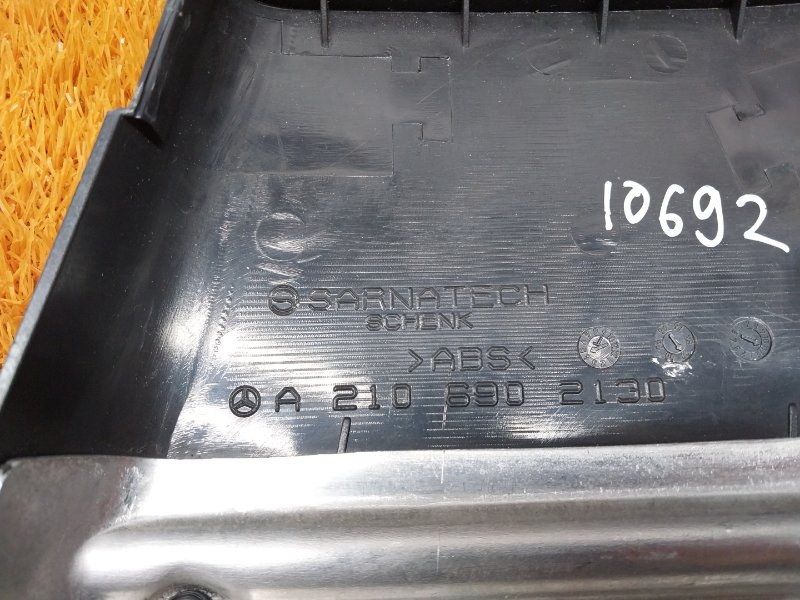 10692
SARNATECH
SCHENK
>ABS<
A 210 690 2130